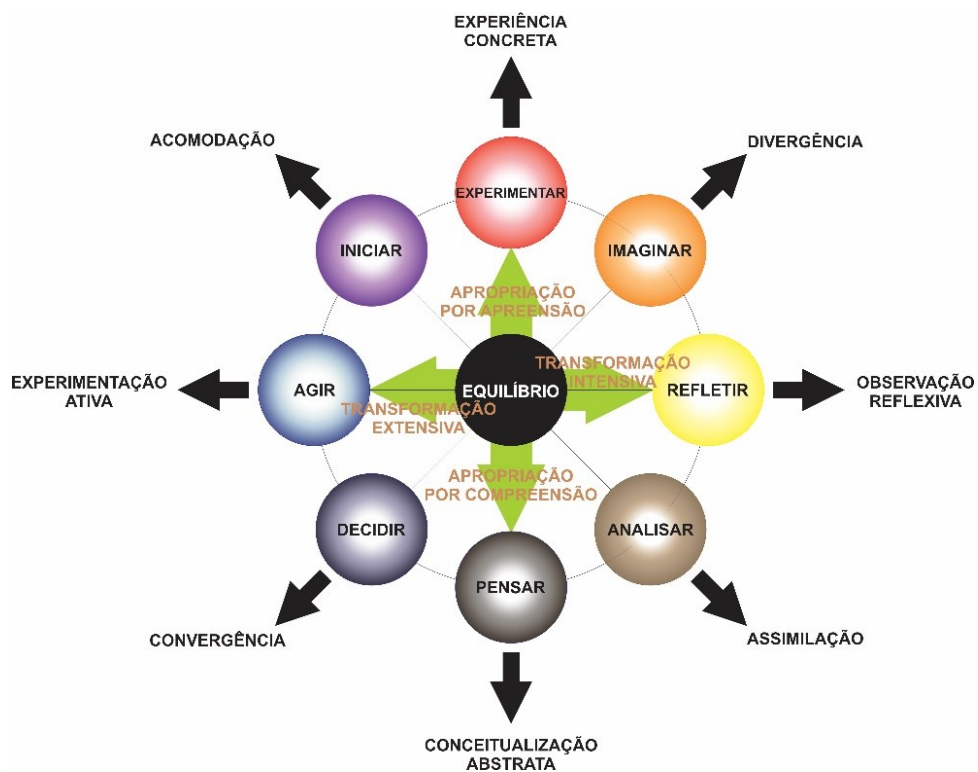 EXPERIÊNCIA
CONCRETA
ACOMODAÇÃO
DIVERGÊNCIA
EXPERIMENTAR
INICIAR
IMAGINAR
APROPRIAÇÃO
POR APREENSÃO
EXPERIMENTAÇÃO
ATIVA
AGIR
TRANSFORMAÇÃO
EXTENSIVA
EQUILÍBRIO
TRANSFORMAÇÃO
INTENSIVA
REFLETIR
OBSERVAÇÃO
REFLEXIVA
APROPRIAÇÃO
POR COMPREENSÃO
DECIDIR
ANALISAR
PENSAR
CONVERGÊNCIA
ASSIMILAÇÃO
CONCEITUALIZAÇÃO
ABSTRATA